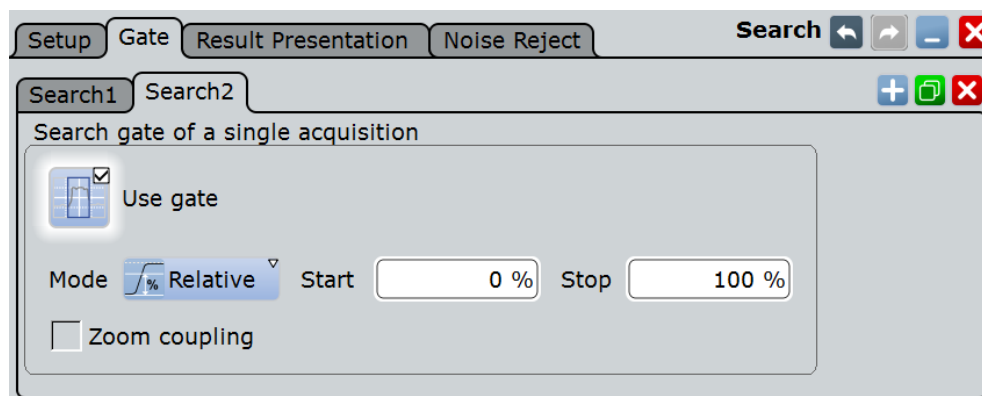 Setup Gate Result Presentation Noise Reject Search
Search1 Search2
Search gate of a single acquisition
Use gate
Mode % Relative Start 0 % Stop 100 %
Zoom coupling